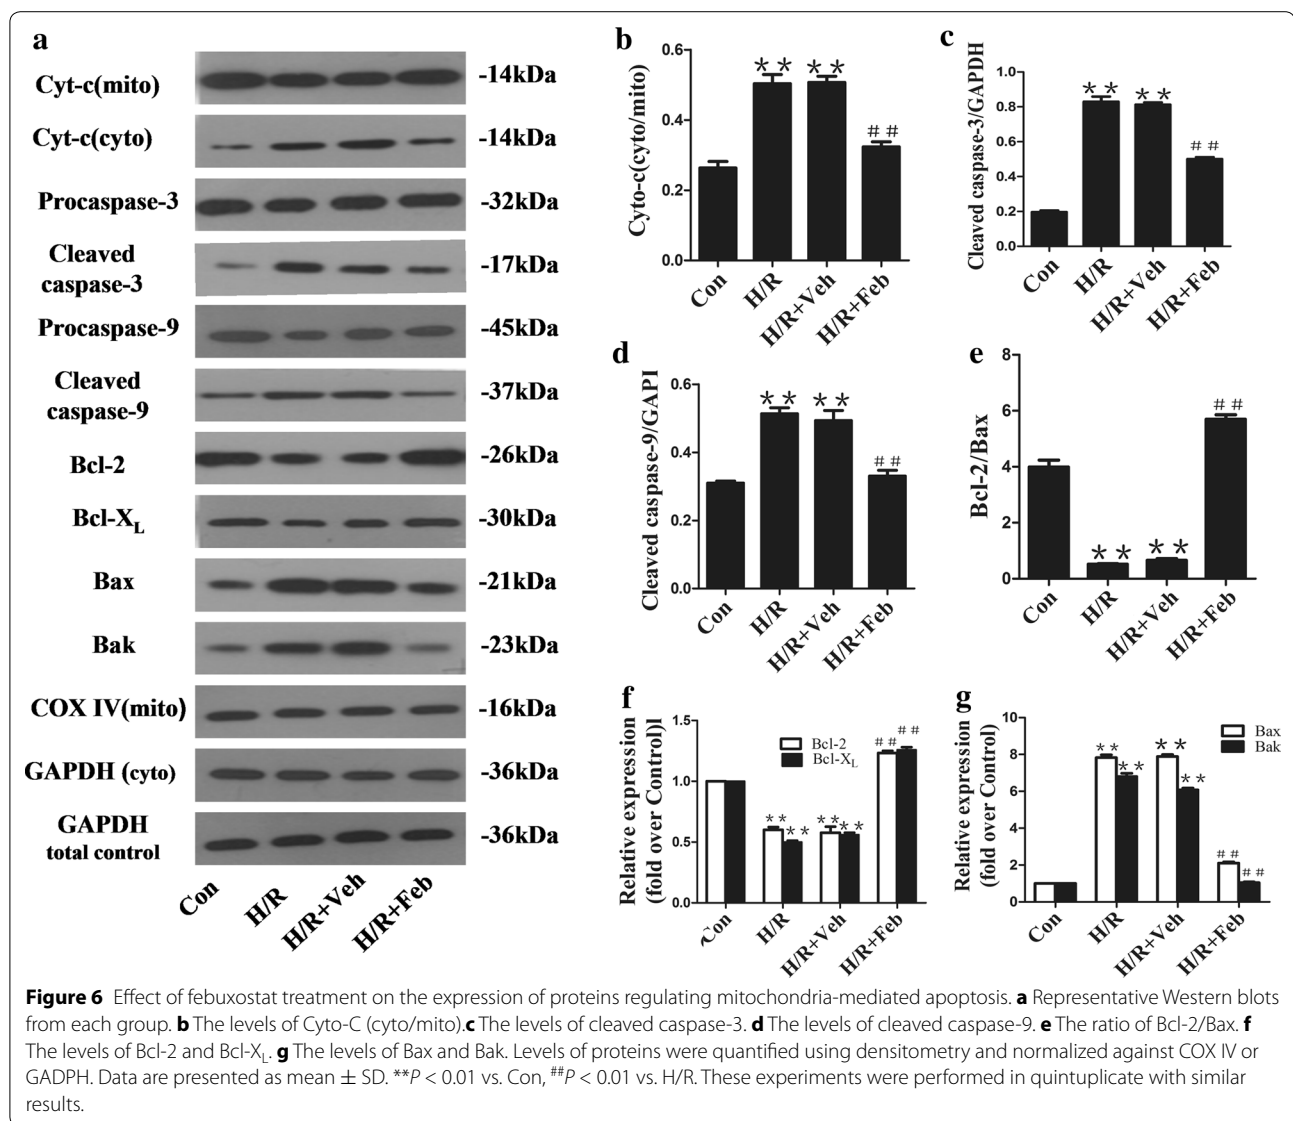 a
Cyt-c(mito)
-14kDa
Cyt-c(cyto)
-14kDa
Procaspase-3
-32kDa
Cleaved
caspase-3
-17kDa
Procaspase-9
-45kDa
Cleaved
caspase-9
-37kDa
Bcl-2
-26kDa
Bcl-XL
-30kDa
Bax
-21kDa
Bak
-23kDa
COX IV(mito)
-16kDa
GAPDH (cyto)
-36kDa
GAPDH
total control
-36kDa
Con
H/R
H/R+Veh
H/R+Feb
b
Cyto-c(cyto/mito)
0.6
0.4
0.2
0.0
**
**
##
Con
H/R
H/R+Veh
H/R+Feb
c
Cleaved caspase-3/GAPDH
1.0
0.8
0.6
0.4
0.2
0.0
**
**
##
Con
H/R
H/R+Veh
H/R+Feb
d
Cleaved caspase-9/GAPI
0.6
0.4
0.2
0.0
**
**
##
Con
H/R
H/R+Veh
H/R+Feb
e
Bcl-2/Bax
8
6
4
2
0
**
**
##
Con
H/R
H/R+Veh
H/R+Feb
f
Relative expression
(fold over Control)l
1.5
1.0
0.5
0.0
Bcl-2
Bcl-XL
**
**
**
**
##
##
Con
H/R
H/R+Veh
H/R+Feb
g
Relative expression
(fold over Control)
10
8
6
4
2
0
Bax
Bak
**
**
**
**
##
##
Con
H/R
H/R+Veh
H/R+Feb
Figure 6 Effect of febuxostat treatment on the expression of proteins regulating mitochondria-mediated apoptosis. a Representative Western blots
from each group. b The levels of Cyto-C (cyto/mito).c The levels of cleaved caspase-3. d The levels of cleaved caspase-9. e The ratio of Bcl-2/Bax. f
The levels of Bcl-2 and Bcl-XL. g The levels of Bax and Bak. Levels of proteins were quantified using densitometry and normalized against COX IV or
GADPH. Data are presented as mean ± SD. **P < 0.01 vs. Con, ##P < 0.01 vs. H/R. These experiments were performed in quintuplicate with similar
results.